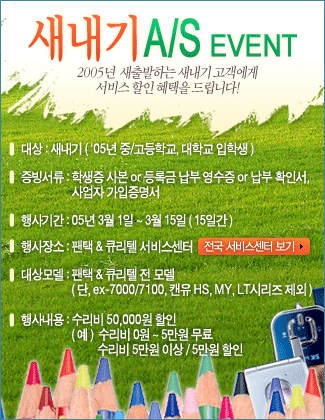 새내기 A/S EVENT
2005년 새출발하는 새내기 고객에게
서비스 할인 혜택을 드립니다!
대상 : 새내기 ( '05년 중/고등학교, 대학교 입학생 )
증빙서류 : 학생증 사본 or 등록금 납부 영수증 or 납부 확인서,
사업자 가입증명서
행사기간 : 05년 3월 1일 ~ 3월 15일 ( 15일간 )
행사장소 : 팬택 & 큐리텔 서비스센터 전국 서비스센터 보기
대상모델 : 팬택 & 큐리텔 전 모델
( 단, ex-7000/7100, 캔유 HS, MY, LT시리즈 제외 )
행사내용 : 수리비 50,000원 할인
( 예 ) 수리비 0원 ~ 5만원 무료
수리비 5만원 이상 / 5만원 할인